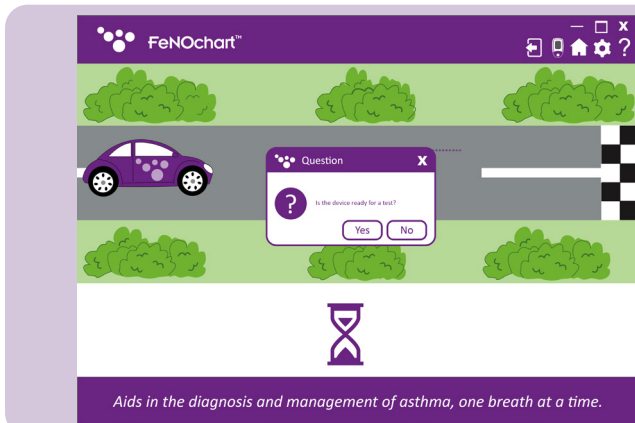 FeNOchart™
?
Question
X
?
Is the device ready for a test?
Yes
No
Aids in the diagnosis and management of asthma, one breath at a time.